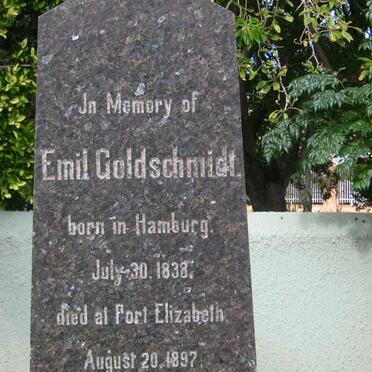 In Memory of
Emil Goldschmidt.
born in Hamburg.
July 30. 1838.
died at Port Elizabeth
August 20. 1897.